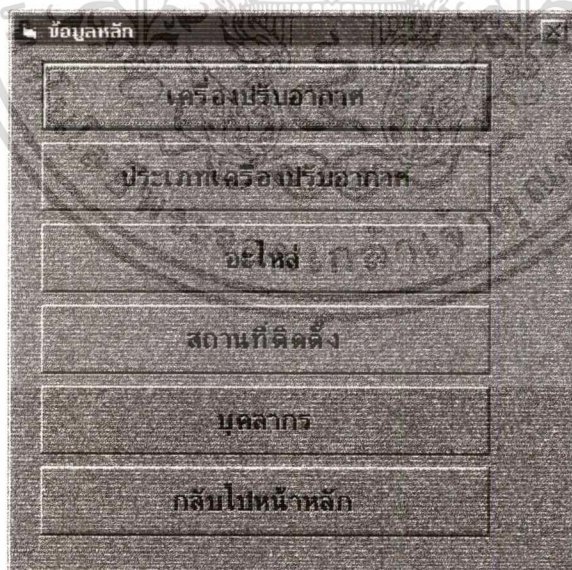 ข้อมูลหลัก
เครื่องปรับอากาศ
ประเภทเครื่องปรับอากาศ
อะไหล่
สถานที่ติดตั้ง
บุคลากร
กลับไปหน้าหลัก